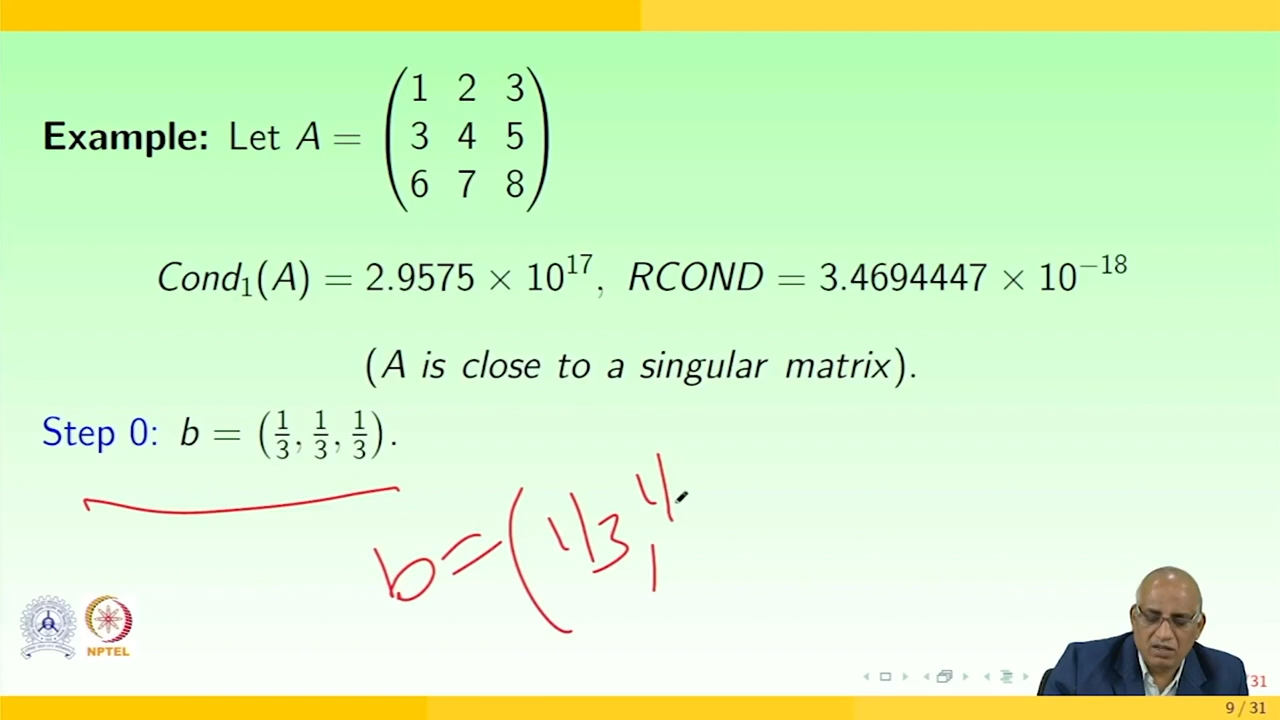 Example: Let A = (1 2 3
3 4 5
6 7 8)
Cond₁(A) = 2.9575 × 10¹⁷, RCOND = 3.4694447 × 10⁻¹⁸
(A is close to a singular matrix).
Step 0: b = (1/3, 1/3, 1/3).
b = (1/3, 1/
NPTEL
/31
9 / 31